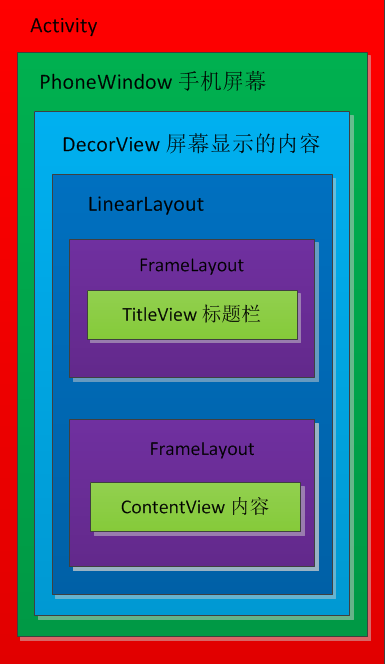 Activity
PhoneWindow 手机屏幕
DecorView 屏幕显示的内容
LinearLayout
FrameLayout
TitleView 标题栏
FrameLayout
ContentView 内容